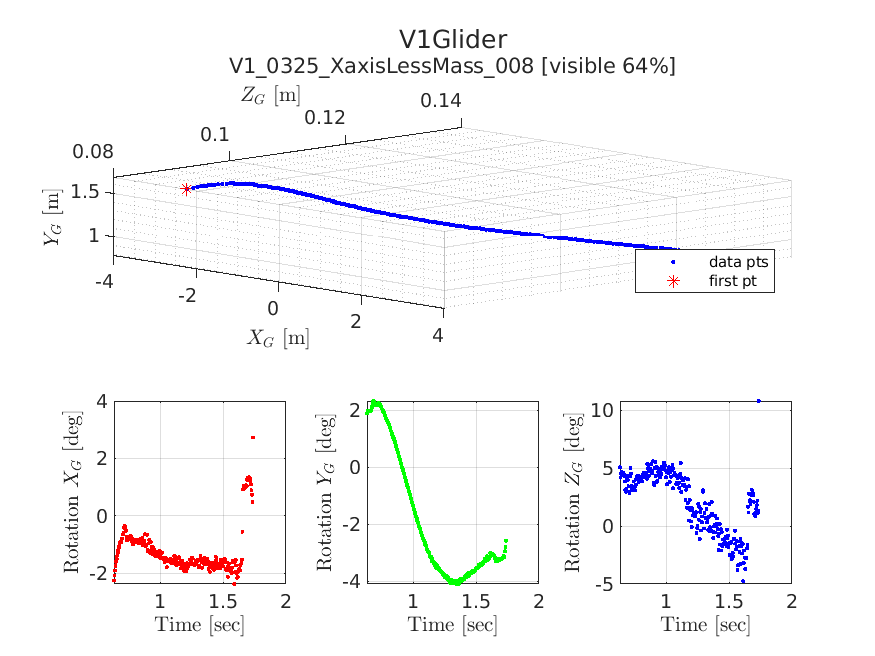 V1Glider
V1_0325_XaxisLessMass_008 [visible 64%]
Z_G [m]
0.14
0.12
0.1
0.08
Y_G [m]
1.5
1
-4
-2
0
2
4
X_G [m]
data pts
first pt
Rotation X_G [deg]
4
2
0
-2
1 1.5 2
Time [sec]
Rotation Y_G [deg]
2
0
-2
-4
1 1.5 2
Time [sec]
Rotation Z_G [deg]
10
5
0
-5
1 1.5 2
Time [sec]